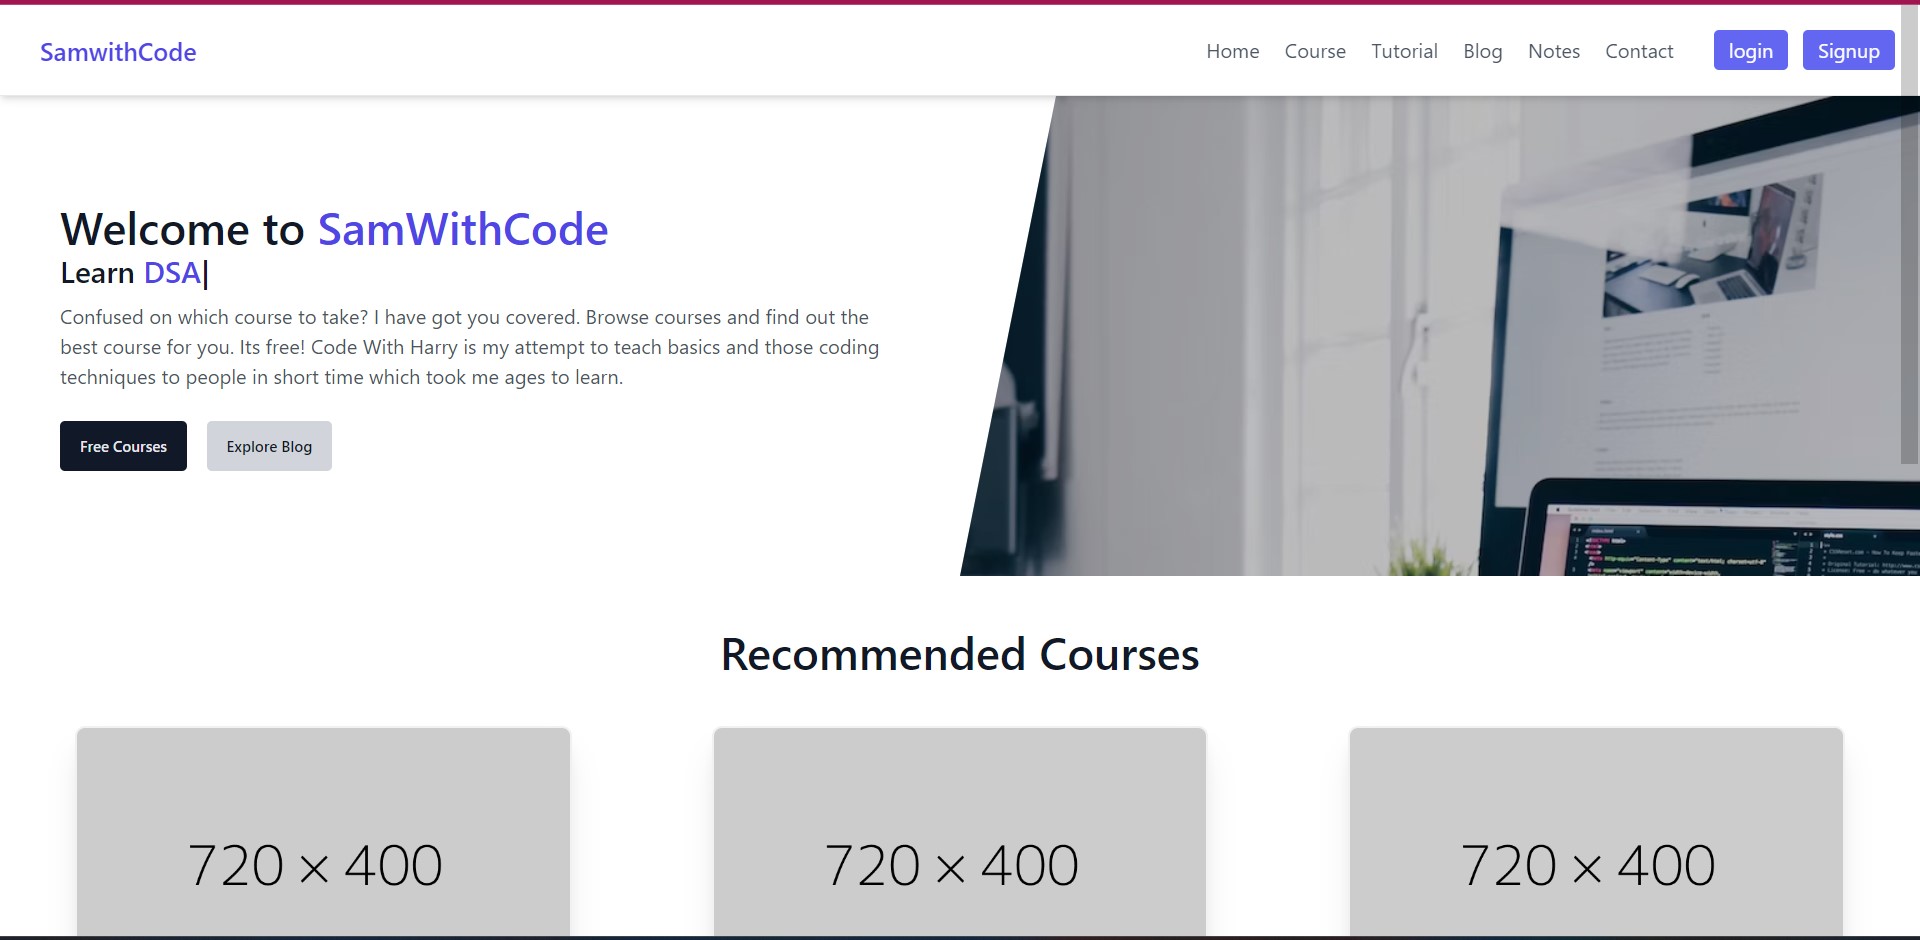 SamwithCode
Home Course Tutorial Blog Notes Contact login Signup
Welcome to SamWithCode
Learn DSA|
Confused on which course to take? I have got you covered. Browse courses and find out the
best course for you. Its free! Code With Harry is my attempt to teach basics and those coding
techniques to people in short time which took me ages to learn.
Free Courses Explore Blog
Recommended Courses
720 × 400 720 × 400 720 × 400